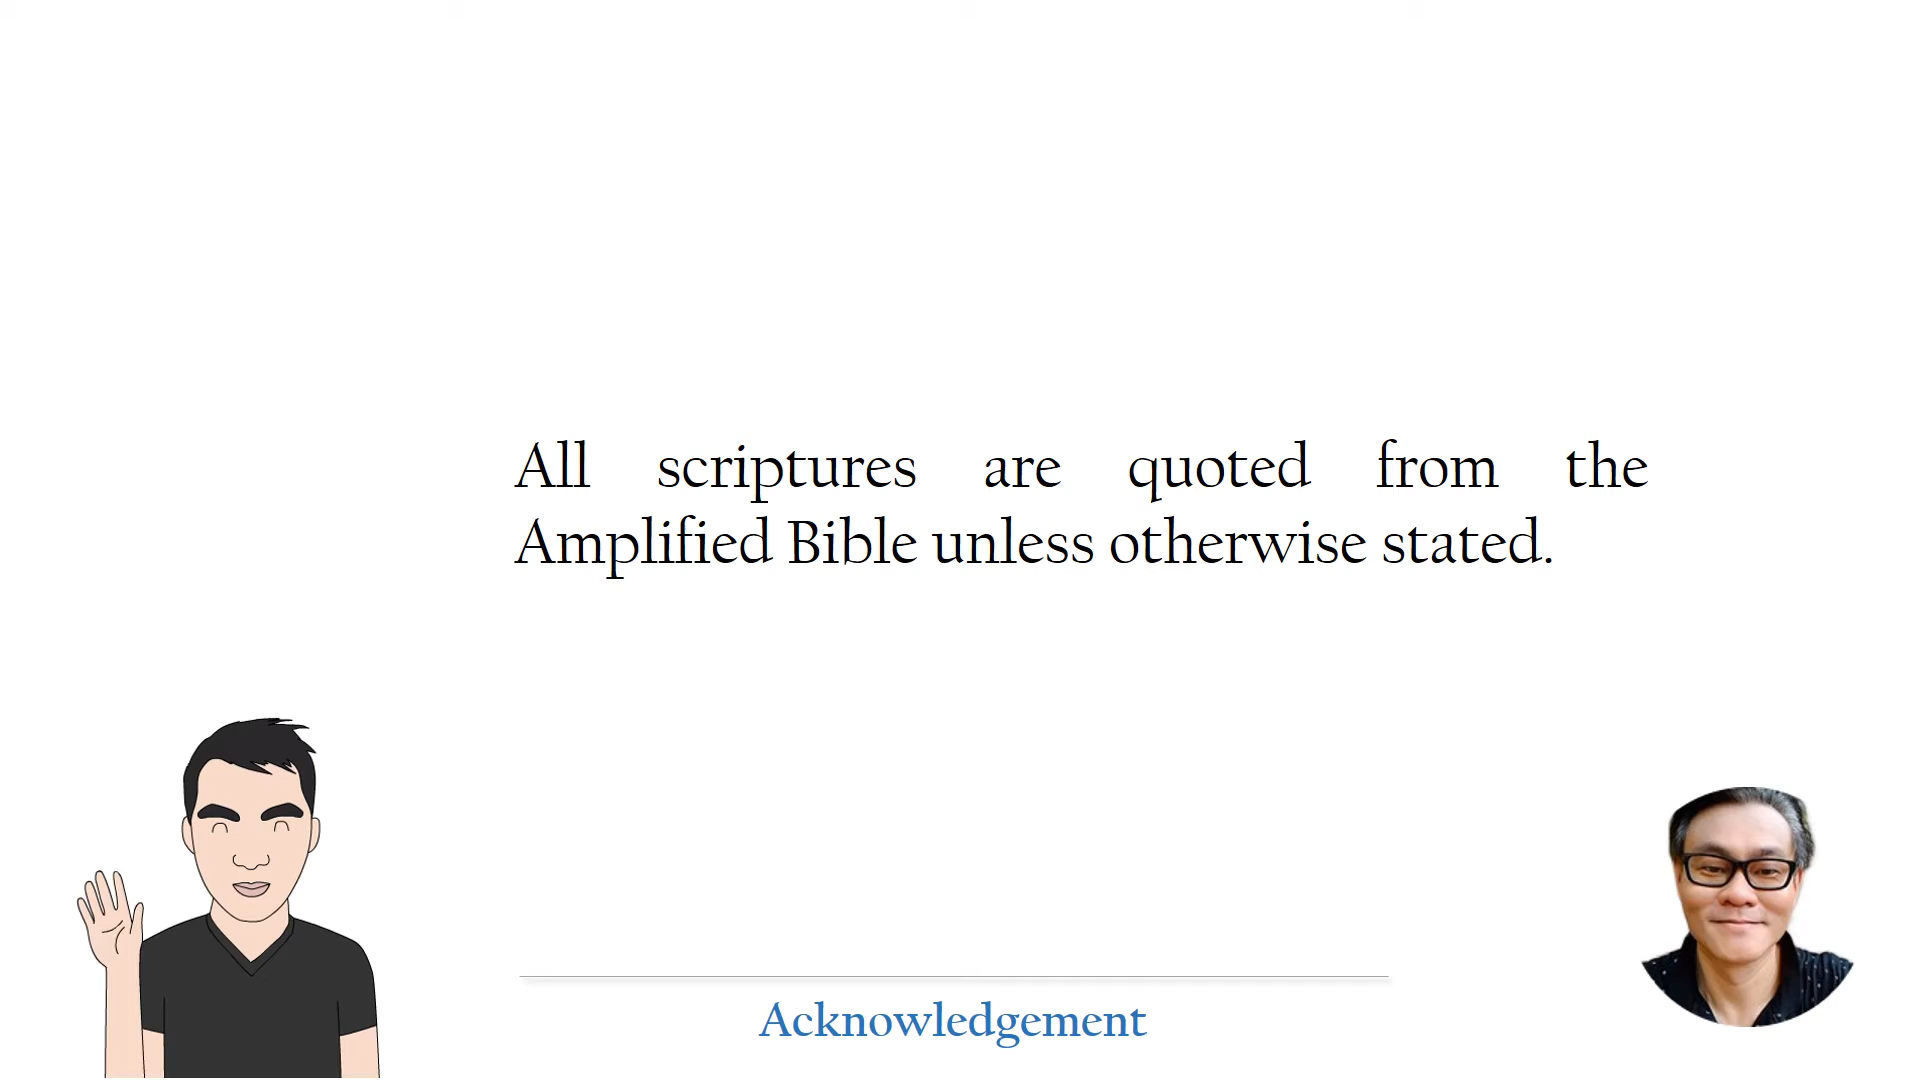 All scriptures are quoted from the
Amplified Bible unless otherwise stated.
Acknowledgement